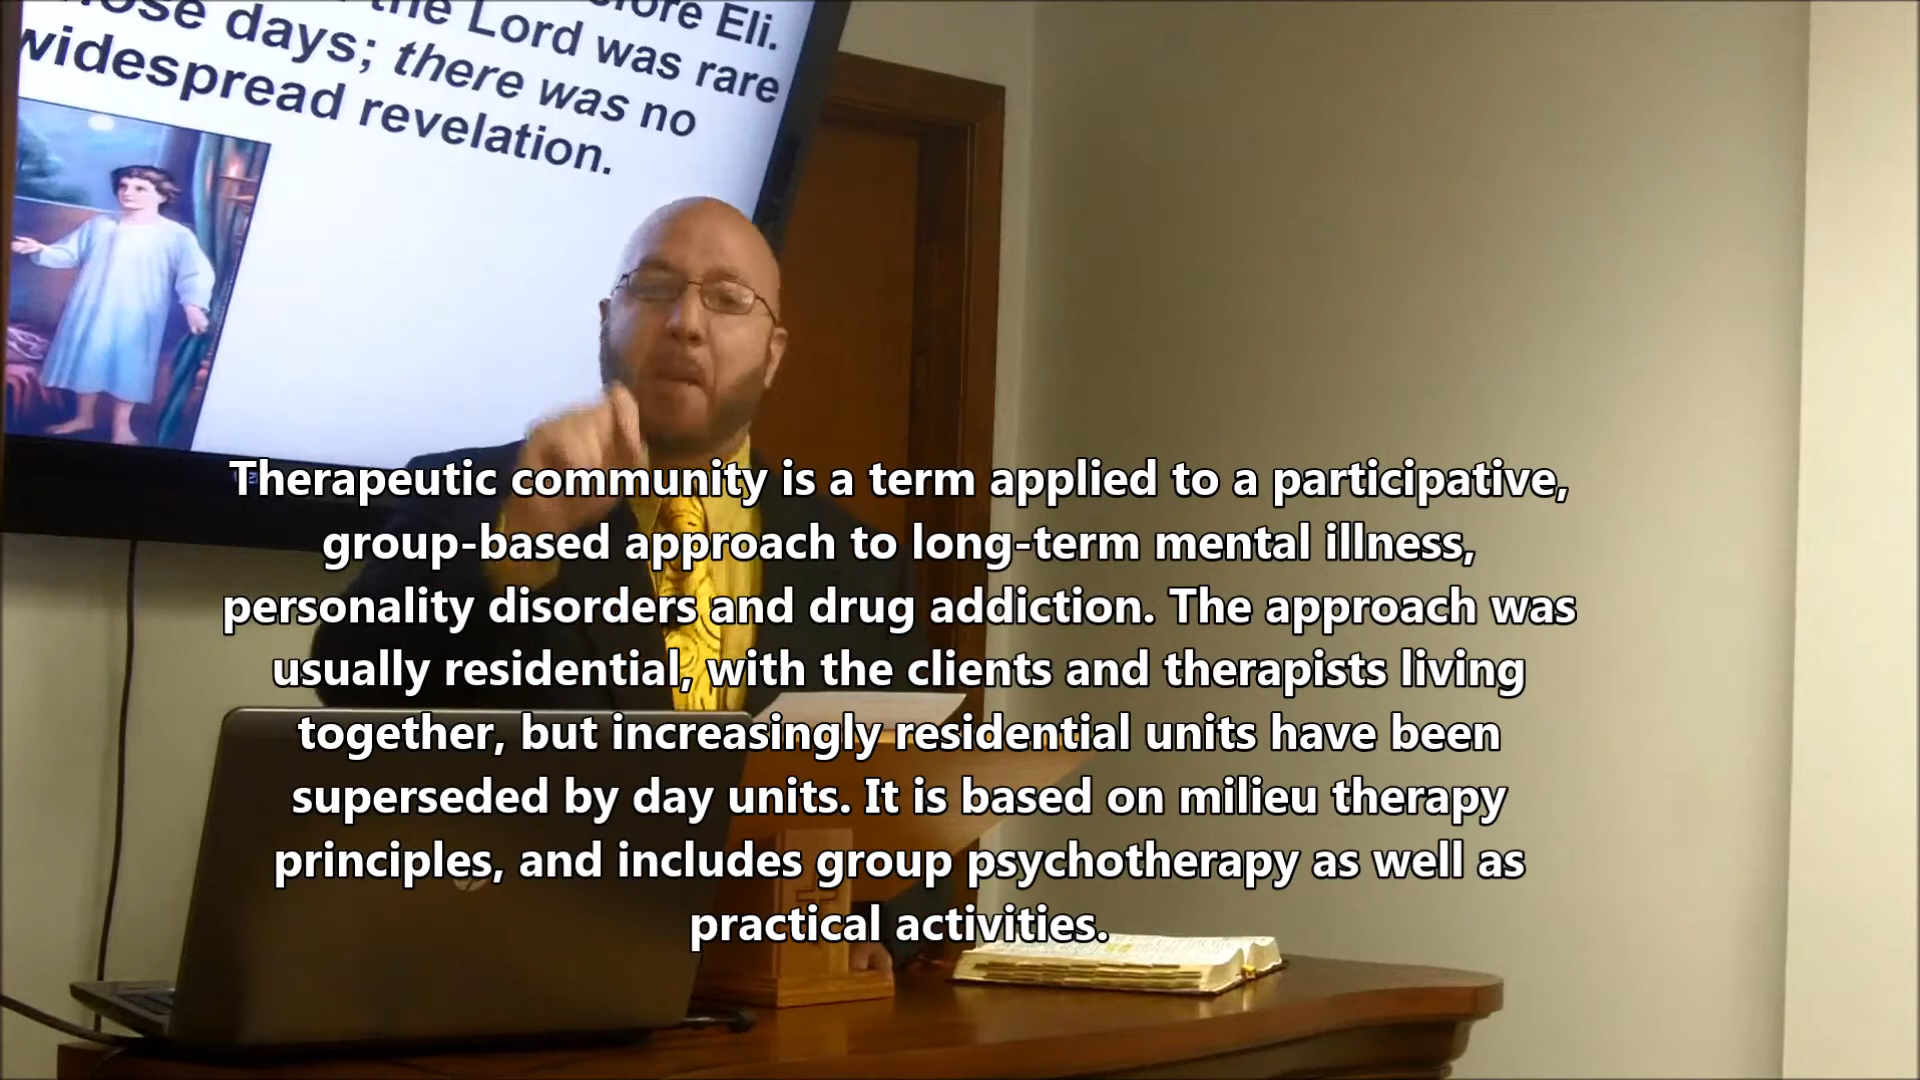 fore Eli.
the Lord was rare
ose days; there was no
widespread revelation.
Therapeutic community is a term applied to a participative,
group-based approach to long-term mental illness,
personality disorders and drug addiction. The approach was
usually residential, with the clients and therapists living
together, but increasingly residential units have been
superseded by day units. It is based on milieu therapy
principles, and includes group psychotherapy as well as
practical activities.